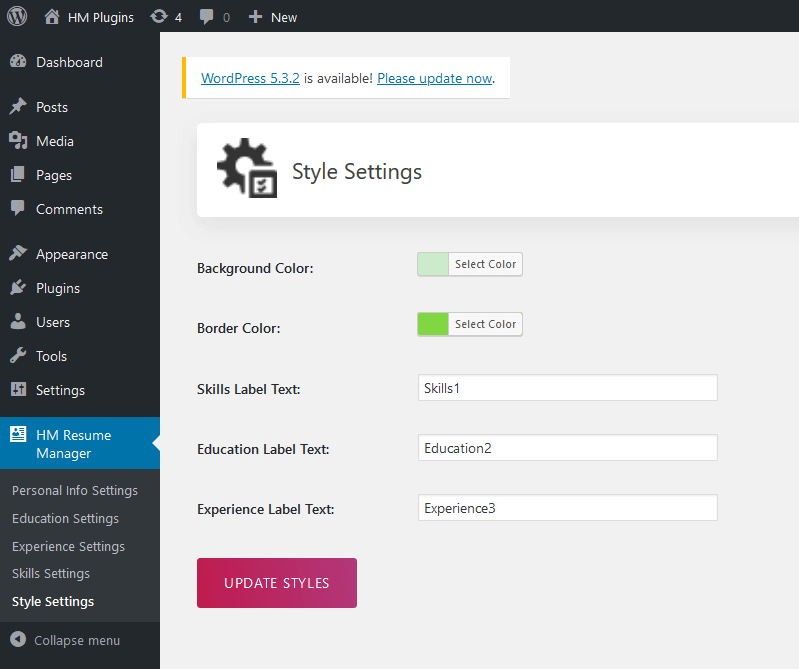 HM Plugins 4 0 New
Dashboard
Posts
Media
Pages
Comments
Appearance
Plugins
Users
Tools
Settings
HM Resume
Manager
Personal Info Settings
Education Settings
Experience Settings
Skills Settings
Style Settings
Collapse menu
WordPress 5.3.2 is available! Please update now.
Style Settings
Background Color: Select Color
Border Color: Select Color
Skills Label Text: Skills1
Education Label Text: Education2
Experience Label Text: Experience3
UPDATE STYLES